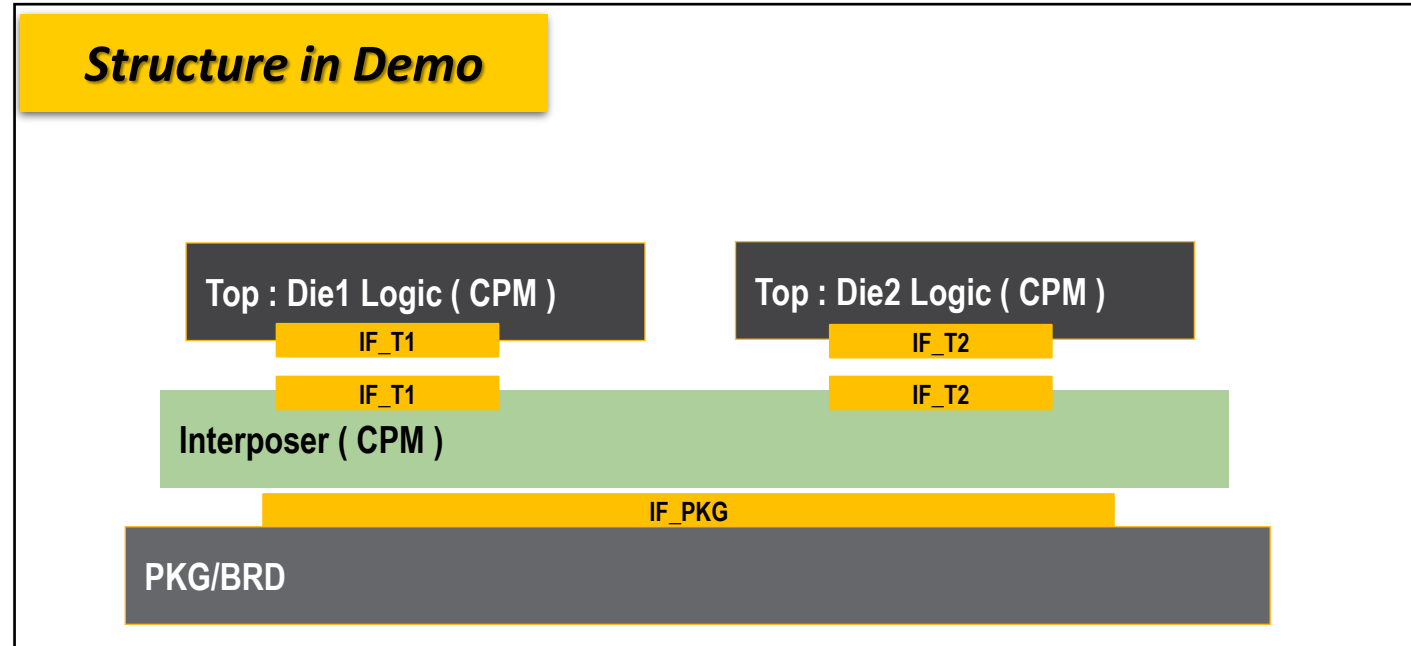 Structure in Demo
Top : Die1 Logic ( CPM )
Top : Die2 Logic ( CPM )
IF_T1
IF_T2
IF_T1
IF_T2
Interposer ( CPM )
IF_PKG
PKG/BRD